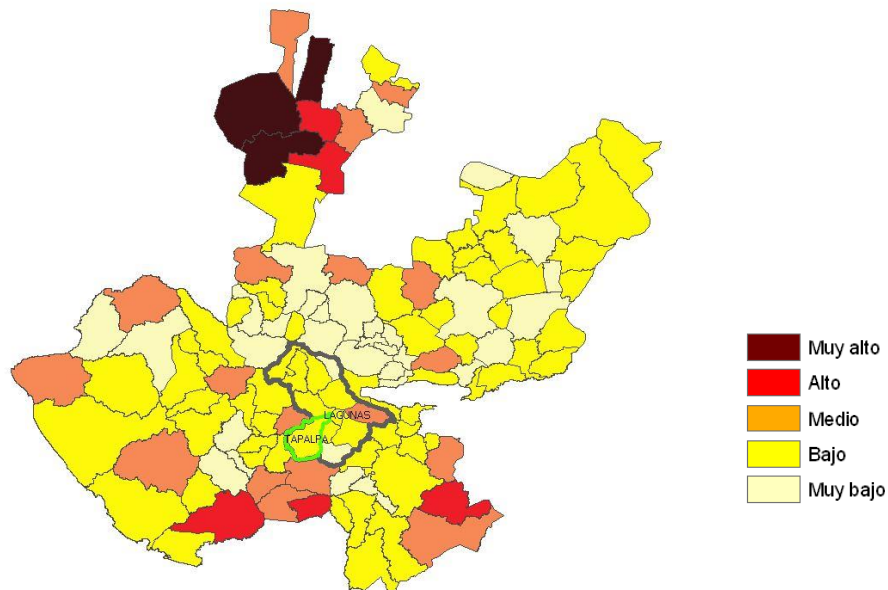 LAGUNAS
TAPALPA
Muy alto
Alto
Medio
Bajo
Muy bajo